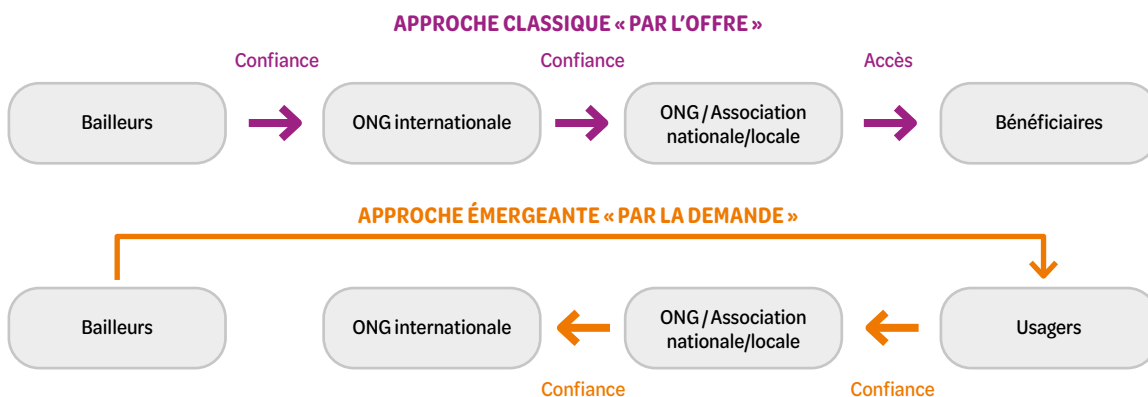 APPROCHE CLASSIQUE « PAR L'OFFRE »
Confiance
Confiance
Accès
Bailleurs
ONG internationale
ONG / Association
nationale/locale
Bénéficiaires
APPROCHE ÉMERGEANTE « PAR LA DEMANDE »
Bailleurs
ONG internationale
ONG / Association
nationale/locale
Usagers
Confiance
Confiance